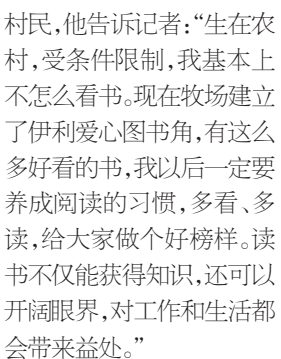 村民,他告诉记者:“生在农
村,受条件限制,我基本上
不怎么看书。现在牧场建立
了伊利爱心图书角,有这么
多好看的书,我以后一定要
养成阅读的习惯,多看、多
读,给大家做个好榜样。读
书不仅能获得知识,还可以
开阔眼界,对工作和生活都
会带来益处。”